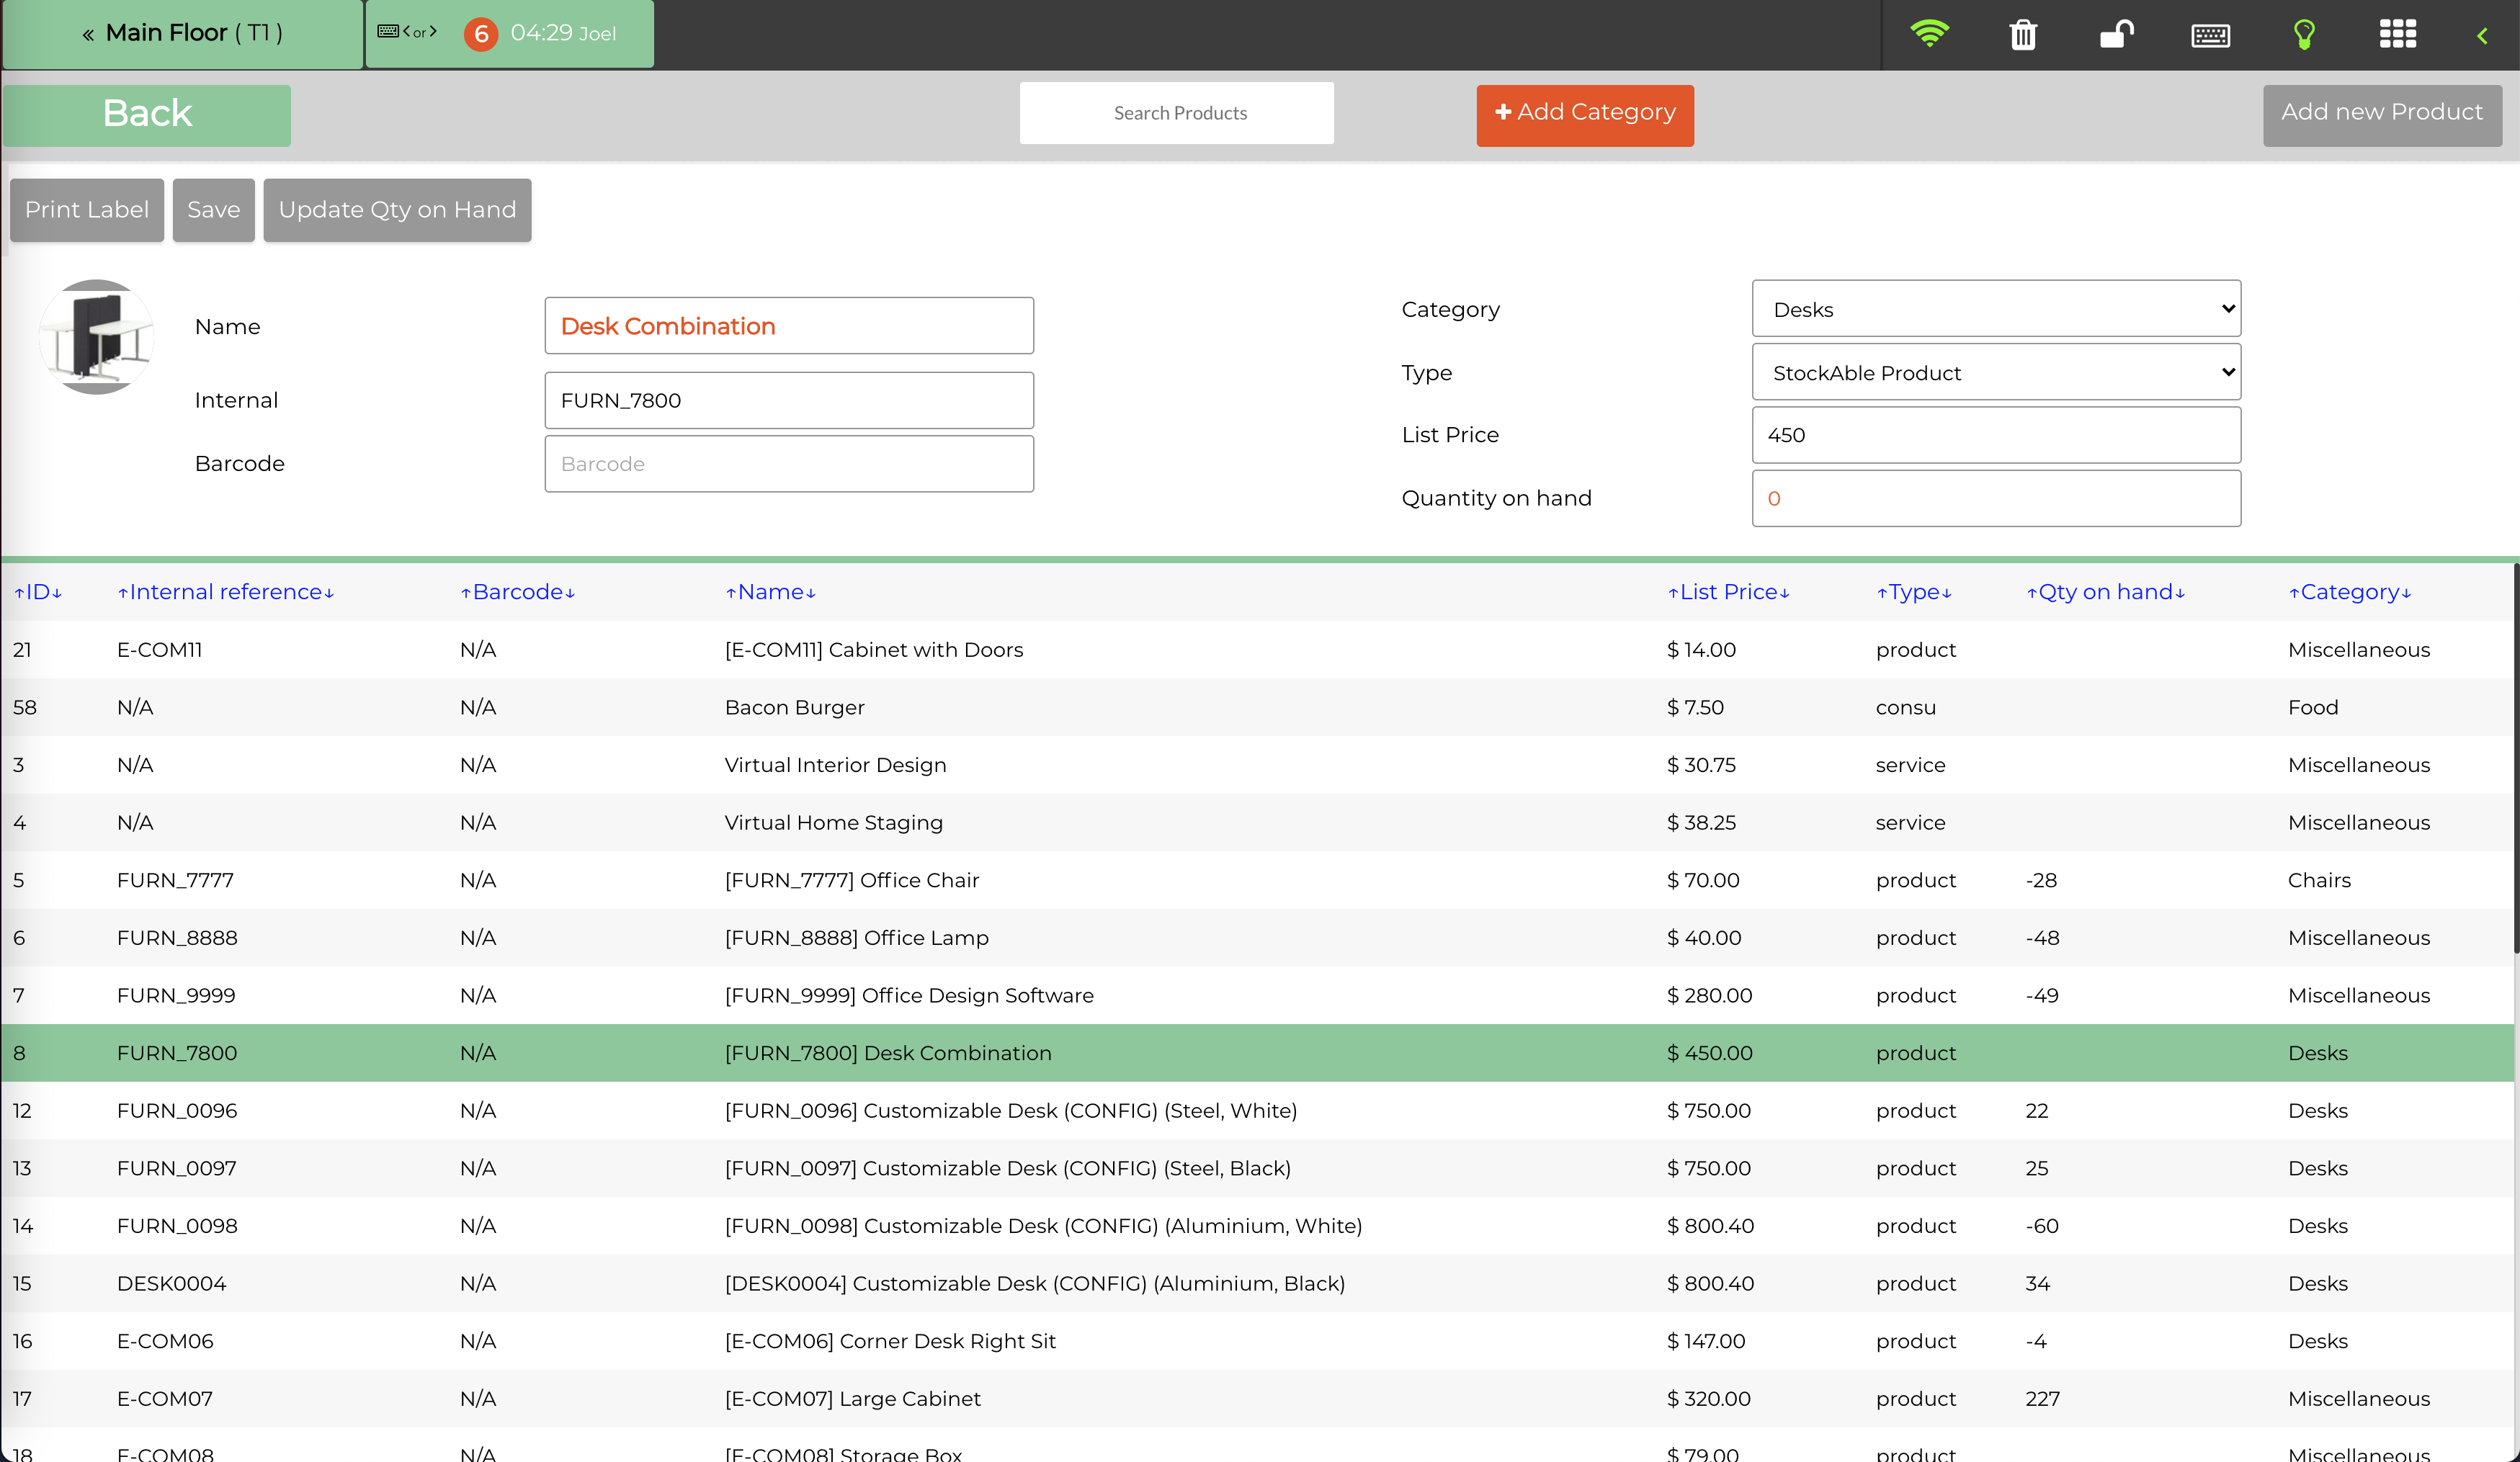 « Main Floor ( T1 )
< or > 6 04:29 Joel
Back
Search Products
+ Add Category
Add new Product
Print Label Save Update Qty on Hand
Name Desk Combination
Internal FURN_7800
Barcode Barcode
Category Desks
Type StockAble Product
List Price 450
Quantity on hand 0
↑ID↓ ↑Internal reference↓ ↑Barcode↓ ↑Name↓ ↑List Price↓ ↑Type↓ ↑Qty on hand↓ ↑Category↓
21 E-COM11 N/A [E-COM11] Cabinet with Doors $ 14.00 product Miscellaneous
58 N/A N/A Bacon Burger $ 7.50 consu Food
3 N/A N/A Virtual Interior Design $ 30.75 service Miscellaneous
4 N/A N/A Virtual Home Staging $ 38.25 service Miscellaneous
5 FURN_7777 N/A [FURN_7777] Office Chair $ 70.00 product -28 Chairs
6 FURN_8888 N/A [FURN_8888] Office Lamp $ 40.00 product -48 Miscellaneous
7 FURN_9999 N/A [FURN_9999] Office Design Software $ 280.00 product -49 Miscellaneous
8 FURN_7800 N/A [FURN_7800] Desk Combination $ 450.00 product Desks
12 FURN_0096 N/A [FURN_0096] Customizable Desk (CONFIG) (Steel, White) $ 750.00 product 22 Desks
13 FURN_0097 N/A [FURN_0097] Customizable Desk (CONFIG) (Steel, Black) $ 750.00 product 25 Desks
14 FURN_0098 N/A [FURN_0098] Customizable Desk (CONFIG) (Aluminium, White) $ 800.40 product -60 Desks
15 DESK0004 N/A [DESK0004] Customizable Desk (CONFIG) (Aluminium, Black) $ 800.40 product 34 Desks
16 E-COM06 N/A [E-COM06] Corner Desk Right Sit $ 147.00 product -4 Desks
17 E-COM07 N/A [E-COM07] Large Cabinet $ 320.00 product 227 Miscellaneous
18 E-COM08 N/A [E-COM08] Storage Box $ 79.00 product Miscellaneous